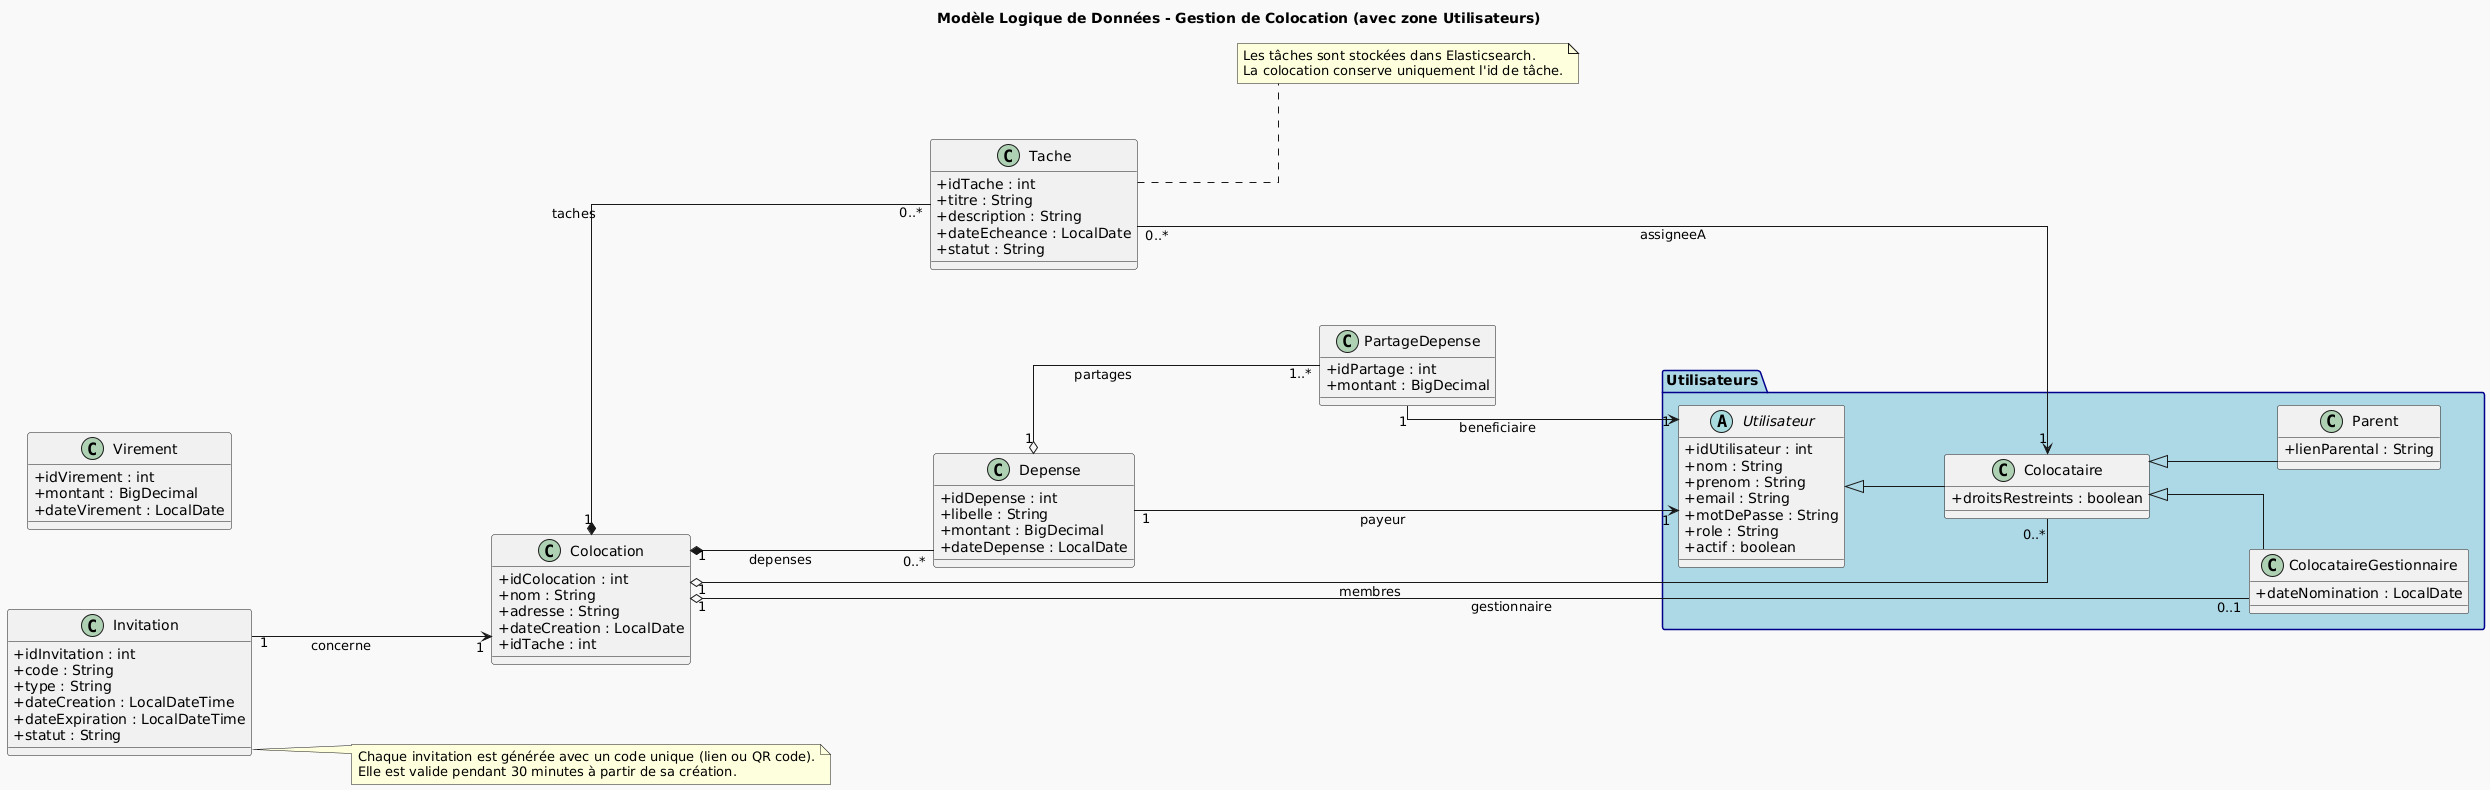 Modèle Logique de Données - Gestion de Colocation (avec zone Utilisateurs)
Les tâches sont stockées dans Elasticsearch.
La colocation conserve uniquement l'id de tâche.
C Tache
+idTache : int
+titre : String
+description : String
+dateEcheance : LocalDate
+statut : String
taches
0..*
1
0..*
assigneeA
1
C PartageDepense
+idPartage : int
+montant : BigDecimal
partages
1..*
1
1
beneficiaire
1
Utilisateurs
A Utilisateur
+idUtilisateur : int
+nom : String
+prenom : String
+email : String
+motDePasse : String
+role : String
+actif : boolean
C Colocataire
+droitsRestreints : boolean
C Parent
+lienParental : String
C ColocataireGestionnaire
+dateNomination : LocalDate
C Virement
+idVirement : int
+montant : BigDecimal
+dateVirement : LocalDate
C Depense
+idDepense : int
+libelle : String
+montant : BigDecimal
+dateDepense : LocalDate
1
payeur
1
C Colocation
+idColocation : int
+nom : String
+adresse : String
+dateCreation : LocalDate
+idTache : int
1
depenses
0..*
1
membres
0..*
1
gestionnaire
0..1
C Invitation
+idInvitation : int
+code : String
+type : String
+dateCreation : LocalDateTime
+dateExpiration : LocalDateTime
+statut : String
1
concerne
1
Chaque invitation est générée avec un code unique (lien ou QR code).
Elle est valide pendant 30 minutes à partir de sa création.